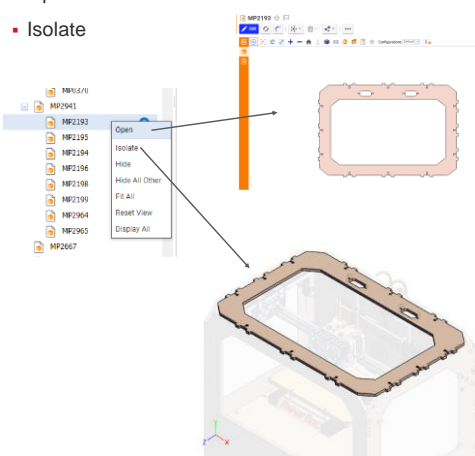 ▪ Isolate
MP2193
Configurations
MP0370
MP2941
MP2193
MP2195
MP2194
MP2196
MP2198
MP2199
MP2964
MP2965
MP2667
Open
Isolate
Hide
Hide All Other
Fit All
Reset View
Display All
Y
Z
X